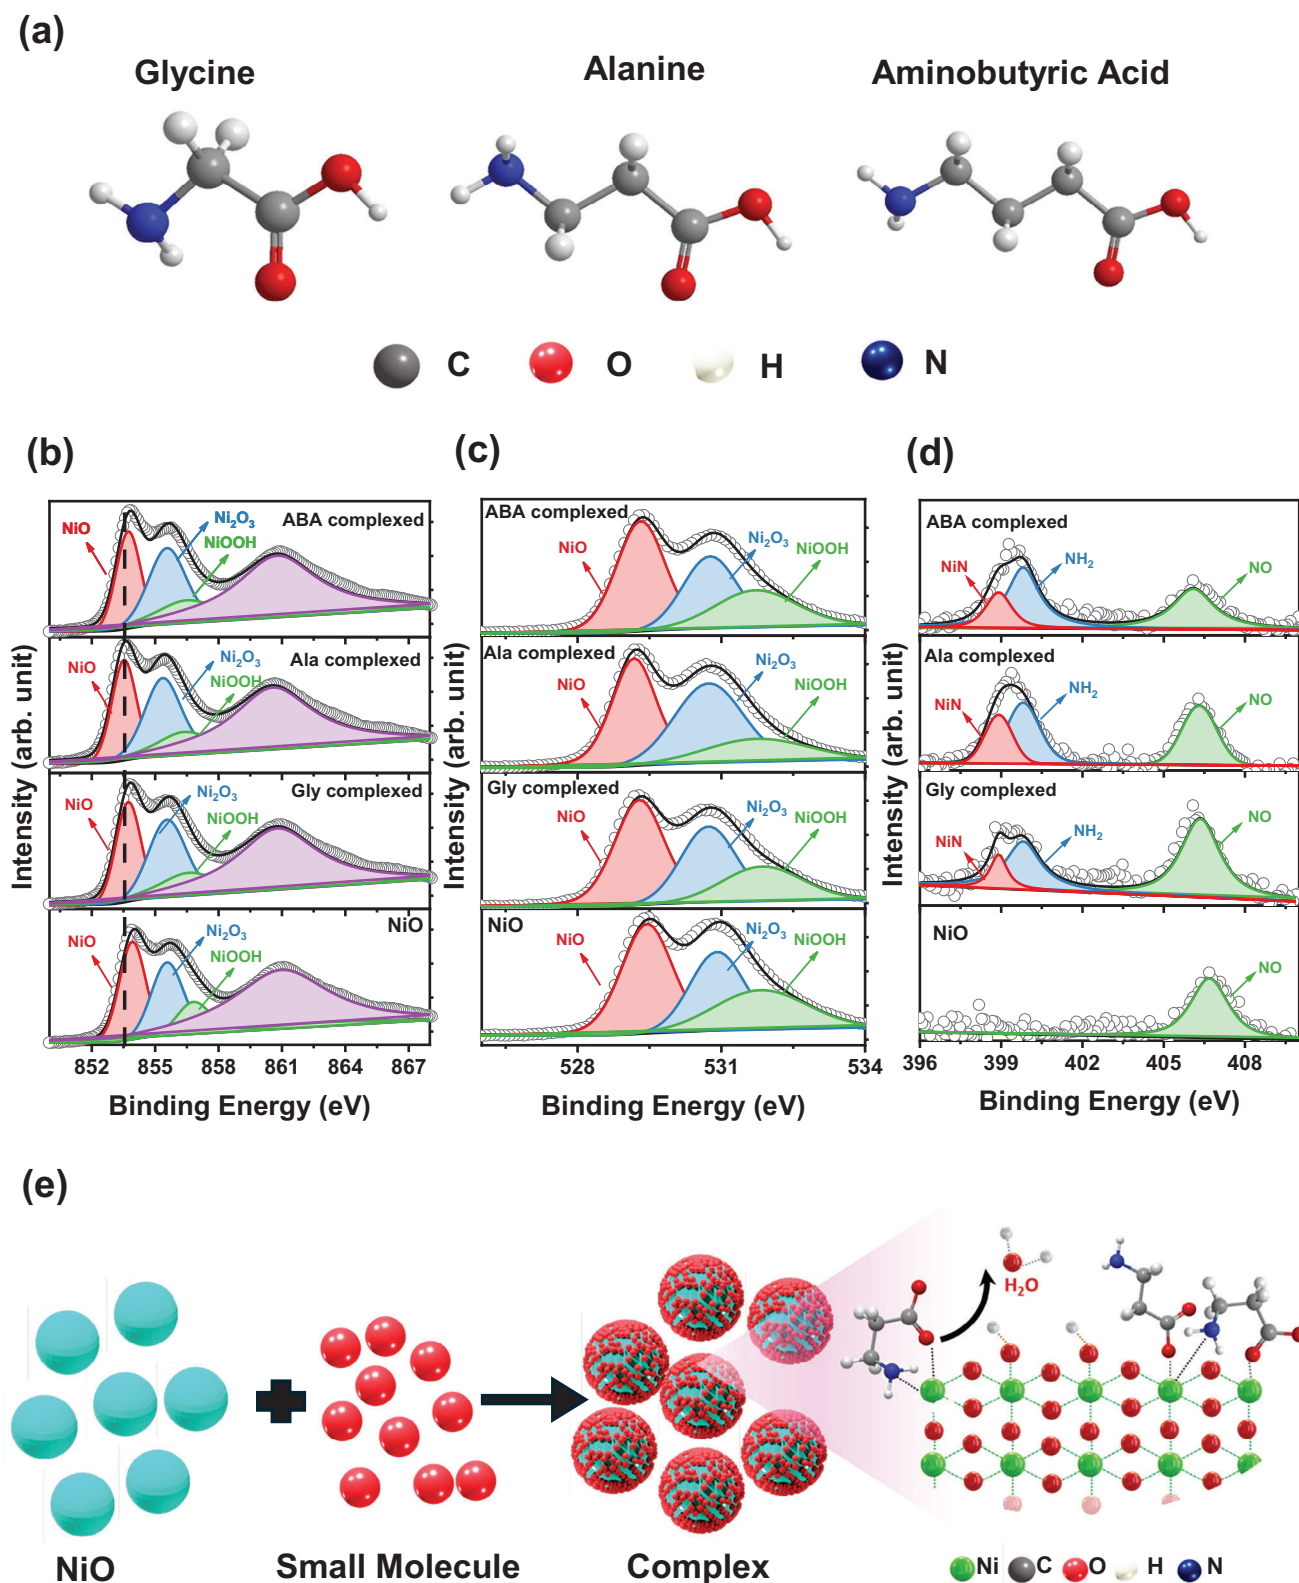 (a)
Glycine
Alanine
Aminobutyric Acid
C
O
H
N
(b)
(c)
(d)
Intensity (arb. unit)
NiO
Ni₂O₃
NiOOH
ABA complexed
NiO
Ni₂O₃
NiOOH
Ala complexed
NiO
Ni₂O₃
NiOOH
Gly complexed
NiO
Ni₂O₃
NiOOH
NiO
852 855 858 861 864 867
Binding Energy (eV)
Intensity (arb. unit)
ABA complexed
NiO
Ni₂O₃
NiOOH
Ala complexed
NiO
Ni₂O₃
NiOOH
Gly complexed
NiO
Ni₂O₃
NiOOH
NiO
NiO
Ni₂O₃
NiOOH
528 531 534
Binding Energy (eV)
Intensity (arb. unit)
ABA complexed
NiN
NH₂
NO
Ala complexed
NiN
NH₂
NO
Gly complexed
NiN
NH₂
NO
NiO
NO
396 399 402 405 408
Binding Energy (eV)
(e)
H₂O
NiO
Small Molecule
Complex
Ni C O H N